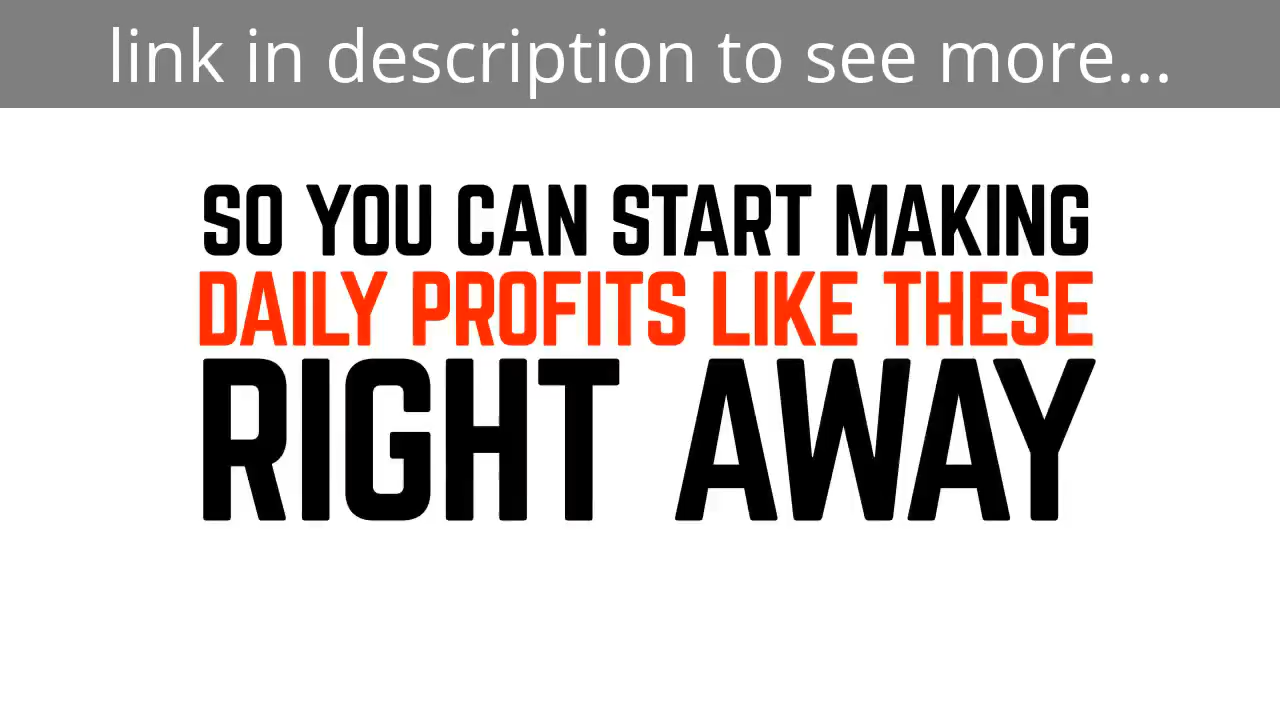 link in description to see more...
SO YOU CAN START MAKING
DAILY PROFITS LIKE THESE
RIGHT AWAY